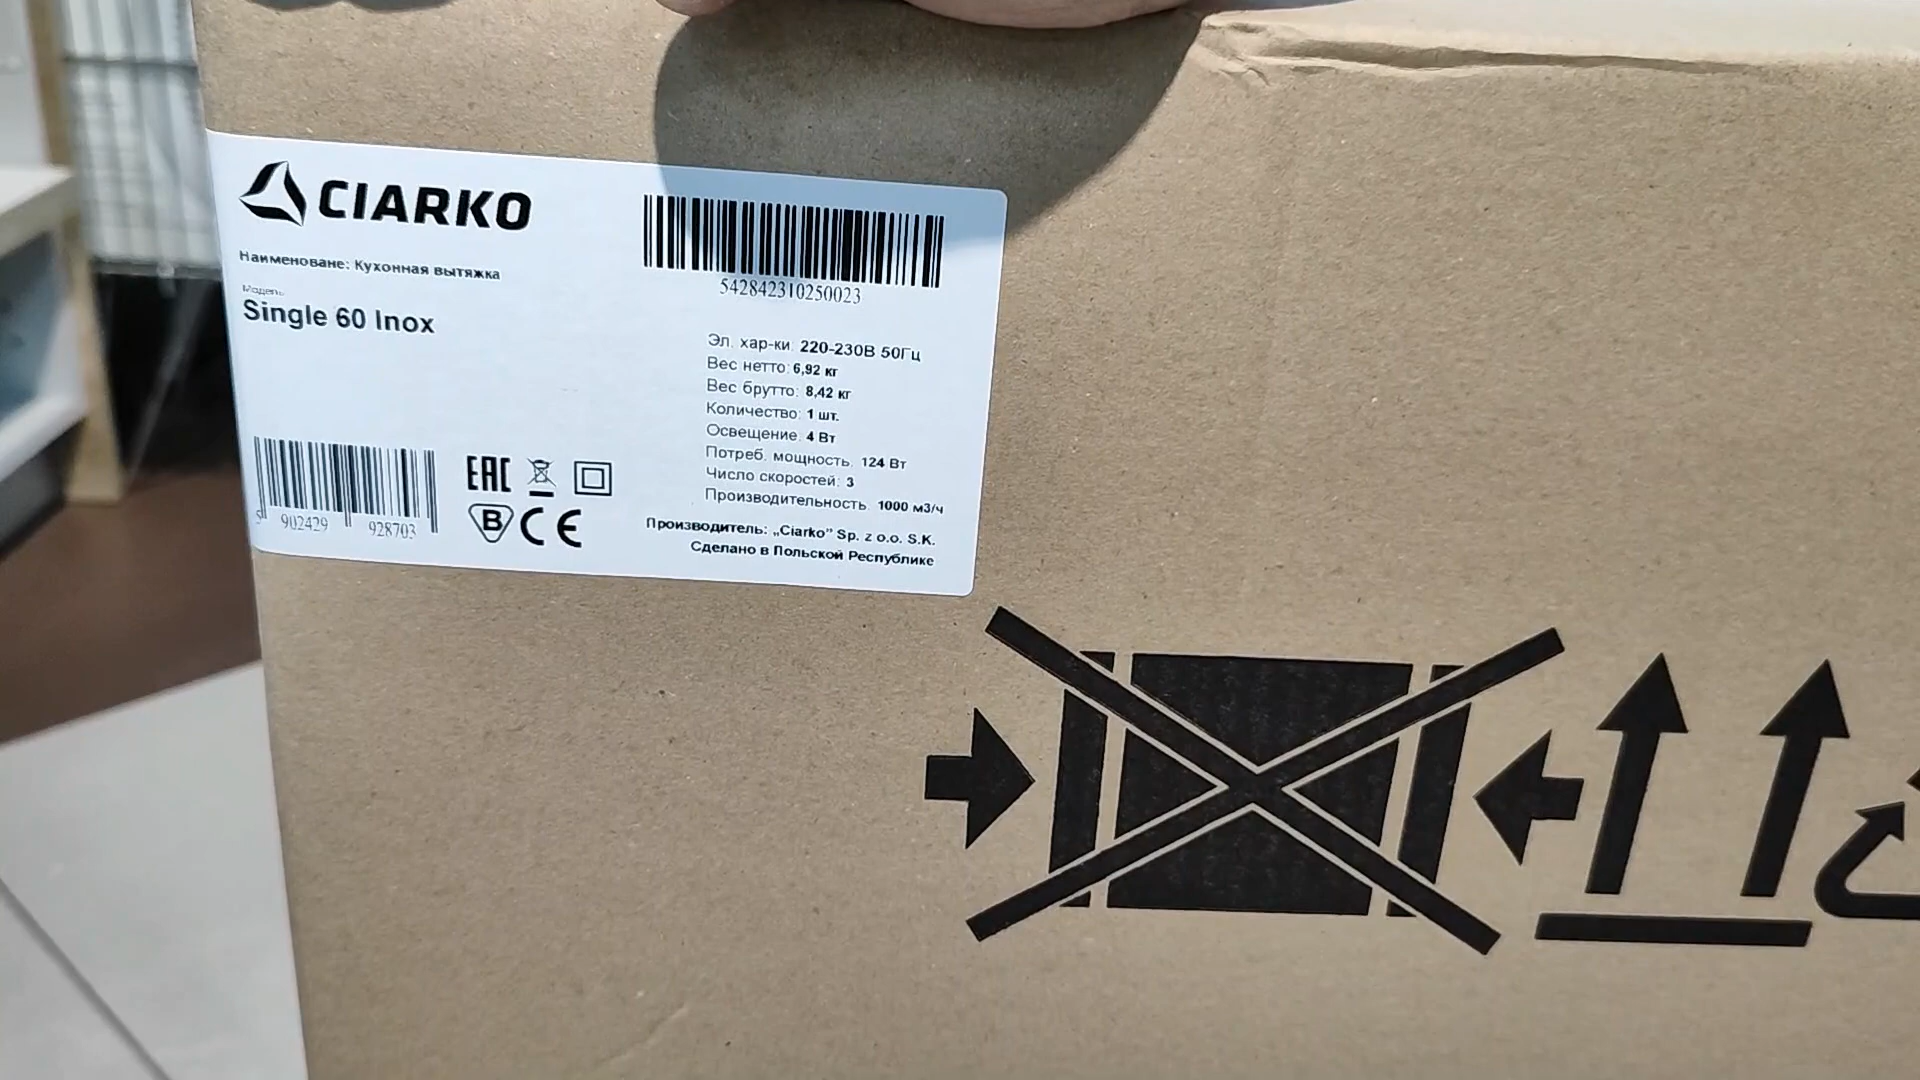 CIARKO
542842310250023
Наименоване: Кухонная вытяжка
Модель
Single 60 Inox
Эл. хар-ки: 220-230В 50Гц
Вес нетто: 6,92 кг
Вес брутто: 8,42 кг
Количество: 1 шт.
Освещение: 4 Вт
Потреб. мощность: 124 Вт
Число скоростей: 3
Производительность: 1000 м3/ч
Производитель: „Ciarko” Sp. z o.o. S.K.
Сделано в Польской Республике
5 902429 928703
EAC
B CE